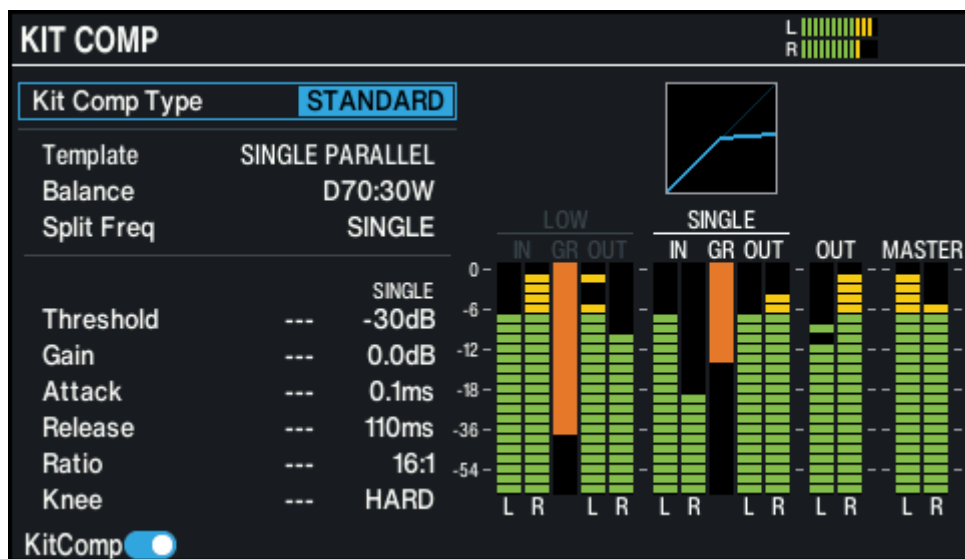 KIT COMP
L
R
Kit Comp Type STANDARD
Template SINGLE PARALLEL
Balance D70:30W
Split Freq SINGLE
SINGLE
Threshold --- -30dB
Gain --- 0.0dB
Attack --- 0.1ms
Release --- 110ms
Ratio --- 16:1
Knee --- HARD
KitComp
LOW SINGLE
IN GR OUT IN GR OUT OUT MASTER
0
-6
-12
-18
-36
-54
L R L R L R L R L R L R